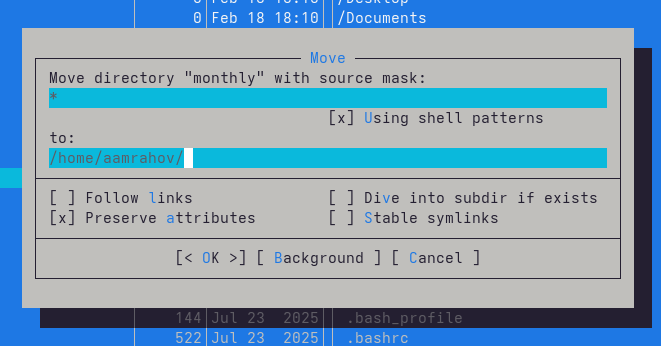 0 Feb 18 18:10 /Desktop
0 Feb 18 18:10 /Documents
Move
Move directory "monthly" with source mask:
*
[x] Using shell patterns
to:
/home/aamrahov/
[ ] Follow links [ ] Dive into subdir if exists
[x] Preserve attributes [ ] Stable symlinks
[< OK >] [ Background ] [ Cancel ]
144 Jul 23 2025 .bash_profile
522 Jul 23 2025 .bashrc